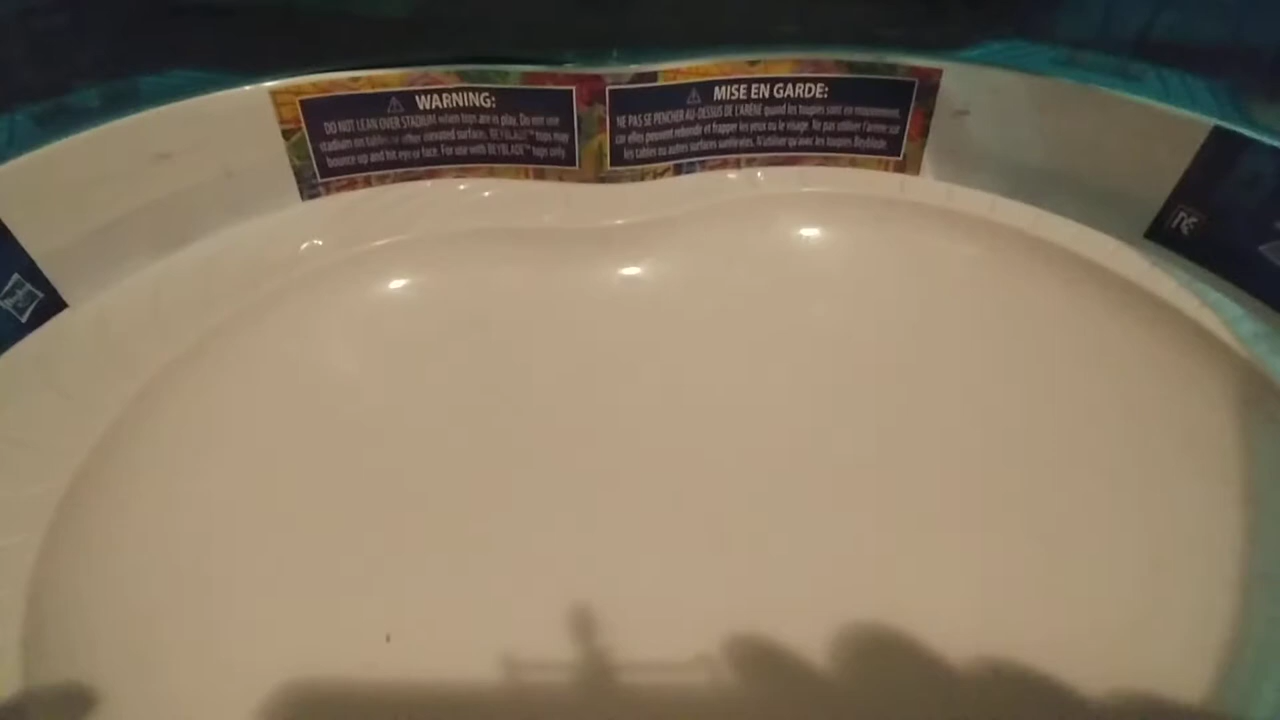 WARNING:
DO NOT LEAN OVER STADIUM when tops are in play. Do not use
stadium on tables or other elevated surfaces. BEYBLADE™ tops may
bounce up and hit eye or face. For use with BEYBLADE™ tops only.
MISE EN GARDE:
NE PAS SE PENCHER AU-DESSUS DE L'ARÈNE quand les toupies sont en mouvement,
car elles peuvent rebondir et frapper les yeux ou le visage. Ne pas utiliser l'arène sur
les tables ou autres surfaces surélevées. N'utiliser qu'avec les toupies Beyblade.